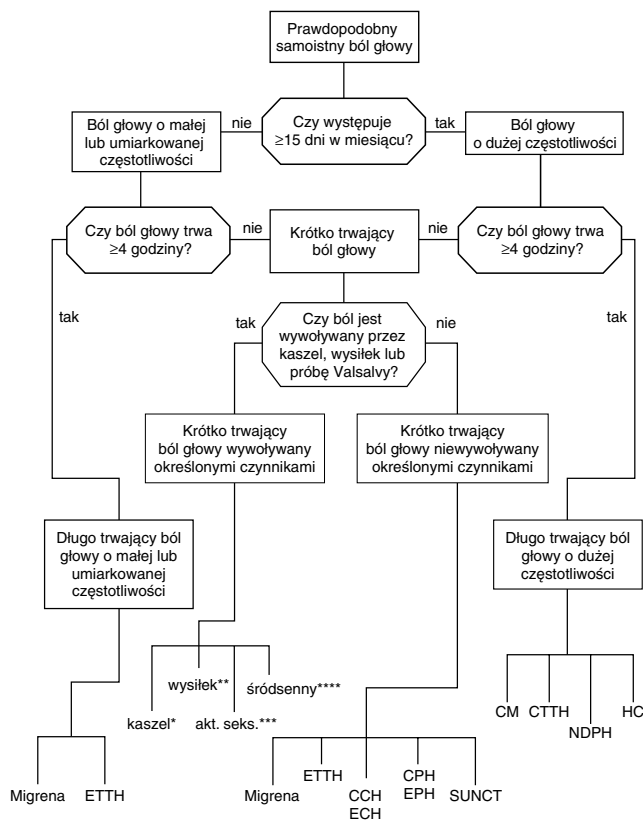 Prawdopodobny
samoistny ból głowy
Ból głowy o małej
lub umiarkowanej
częstotliwości
nie
Czy występuje
≥15 dni w miesiącu?
tak
Ból głowy
o dużej częstotliwości
Czy ból głowy trwa
≥4 godziny?
nie
Krótko trwający
ból głowy
nie
Czy ból głowy trwa
≥4 godziny?
tak
tak
Czy ból jest
wywoływany przez
kaszel, wysiłek lub
próbę Valsalvy?
nie
tak
Krótko trwający
ból głowy wywoływany
określonymi czynnikami
Krótko trwający
ból głowy niewywoływany
określonymi czynnikami
Długo trwający ból
głowy o małej lub
umiarkowanej
częstotliwości
Długo trwający ból
głowy o dużej
częstotliwości
kaszel*
wysiłek**
akt. seks.***
śródsenny****
CM
CTTH
NDPH
HC
Migrena
ETTH
Migrena
ETTH
CCH
ECH
CPH
EPH
SUNCT